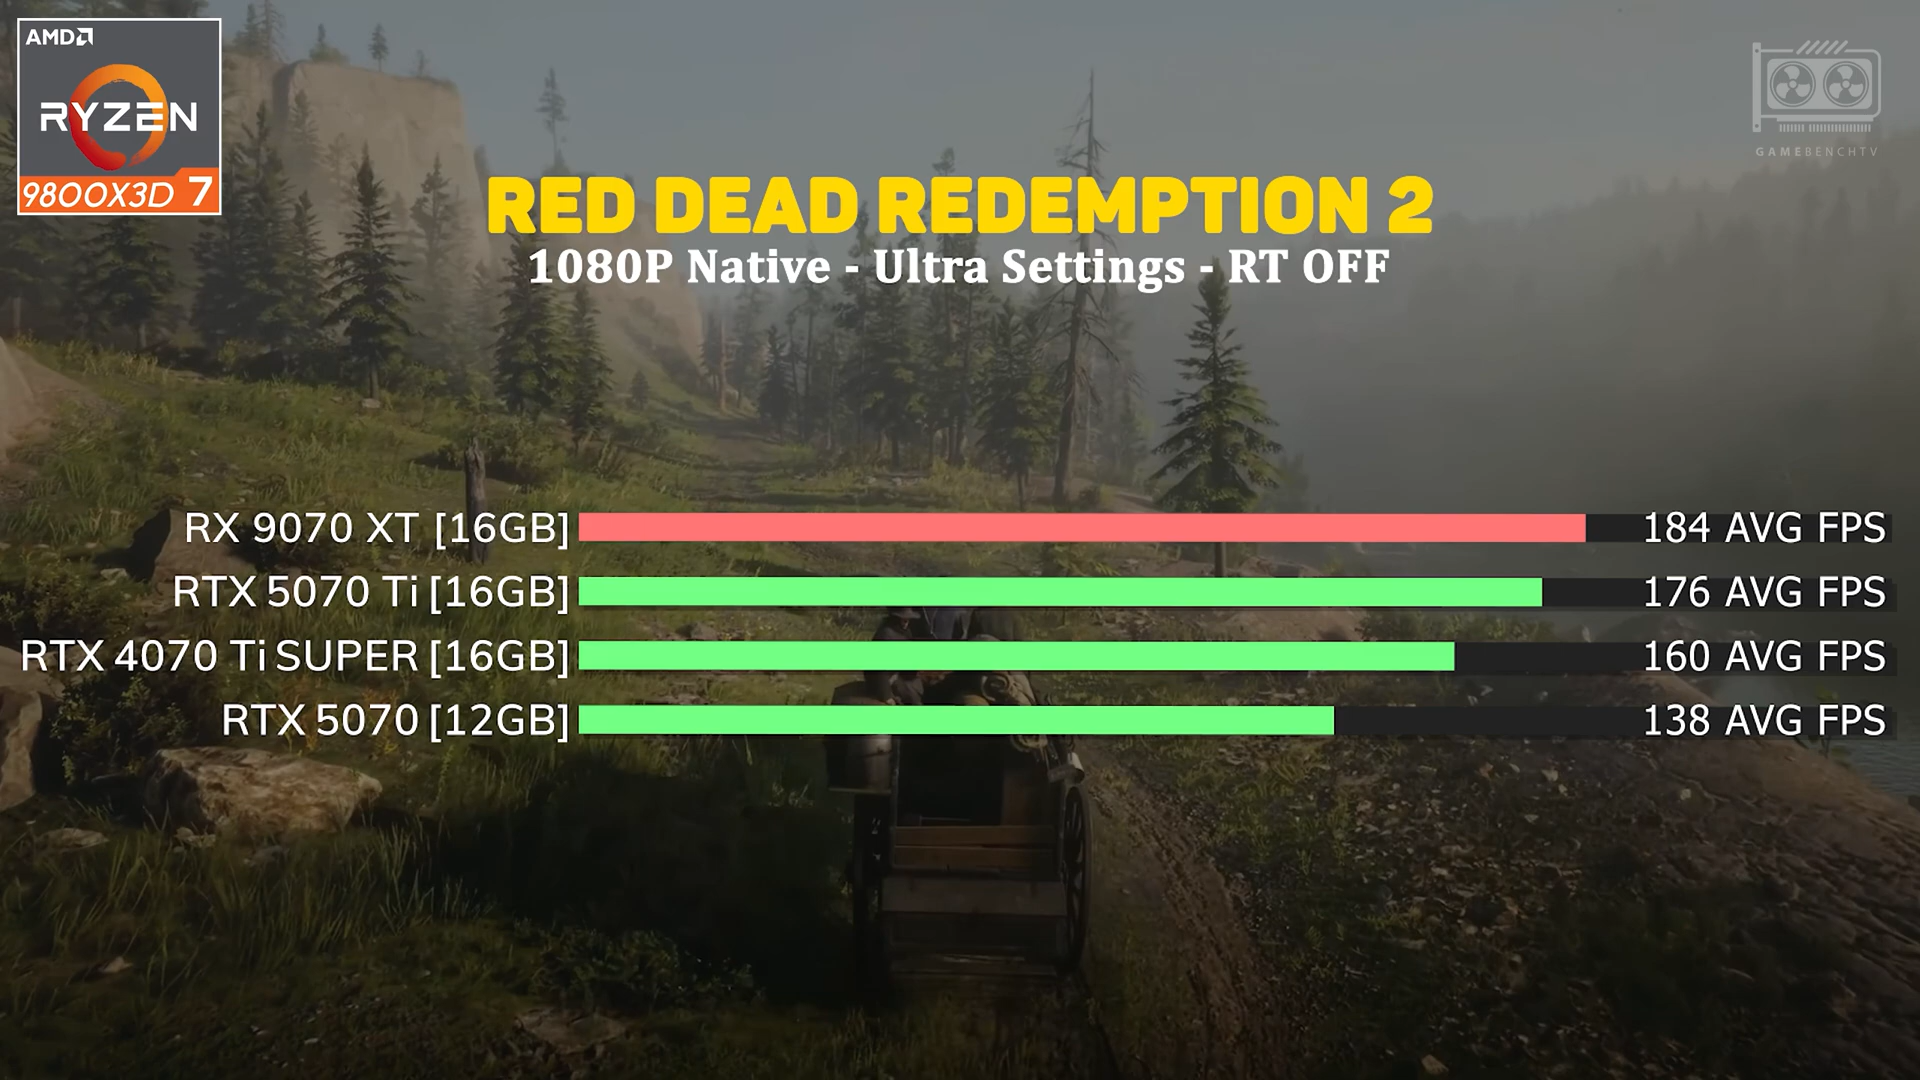 AMD
RYZEN
9800X3D 7
GAMEBENCHTV
RED DEAD REDEMPTION 2
1080P Native - Ultra Settings - RT OFF
RX 9070 XT [16GB] 184 AVG FPS
RTX 5070 Ti [16GB] 176 AVG FPS
RTX 4070 Ti SUPER [16GB] 160 AVG FPS
RTX 5070 [12GB] 138 AVG FPS